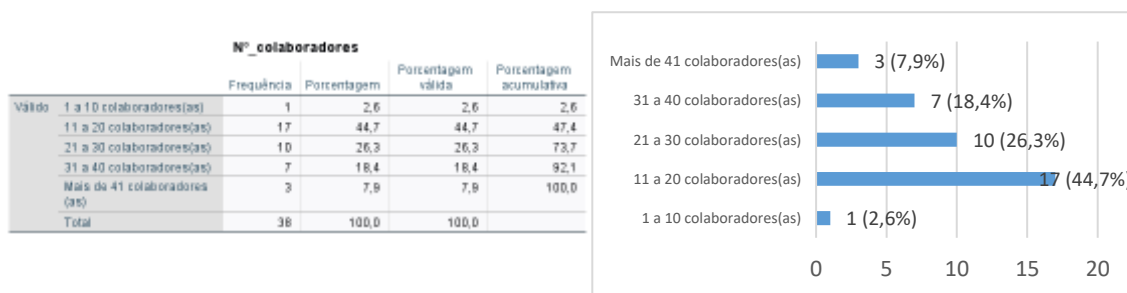 Nº_colaboradores
Frequência Porcentagem Porcentagem válida Porcentagem acumulativa
Válido 1 a 10 colaboradores(as) 1 2,6 2,6 2,6
11 a 20 colaboradores(as) 17 44,7 44,7 47,4
21 a 30 colaboradores(as) 10 26,3 26,3 73,7
31 a 40 colaboradores(as) 7 18,4 18,4 92,1
Mais de 41 colaboradores (as) 3 7,9 7,9 100,0
Total 38 100,0 100,0
Mais de 41 colaboradores(as) 3 (7,9%)
31 a 40 colaboradores(as) 7 (18,4%)
21 a 30 colaboradores(as) 10 (26,3%)
11 a 20 colaboradores(as) 17 (44,7%)
1 a 10 colaboradores(as) 1 (2,6%)
0 5 10 15 20